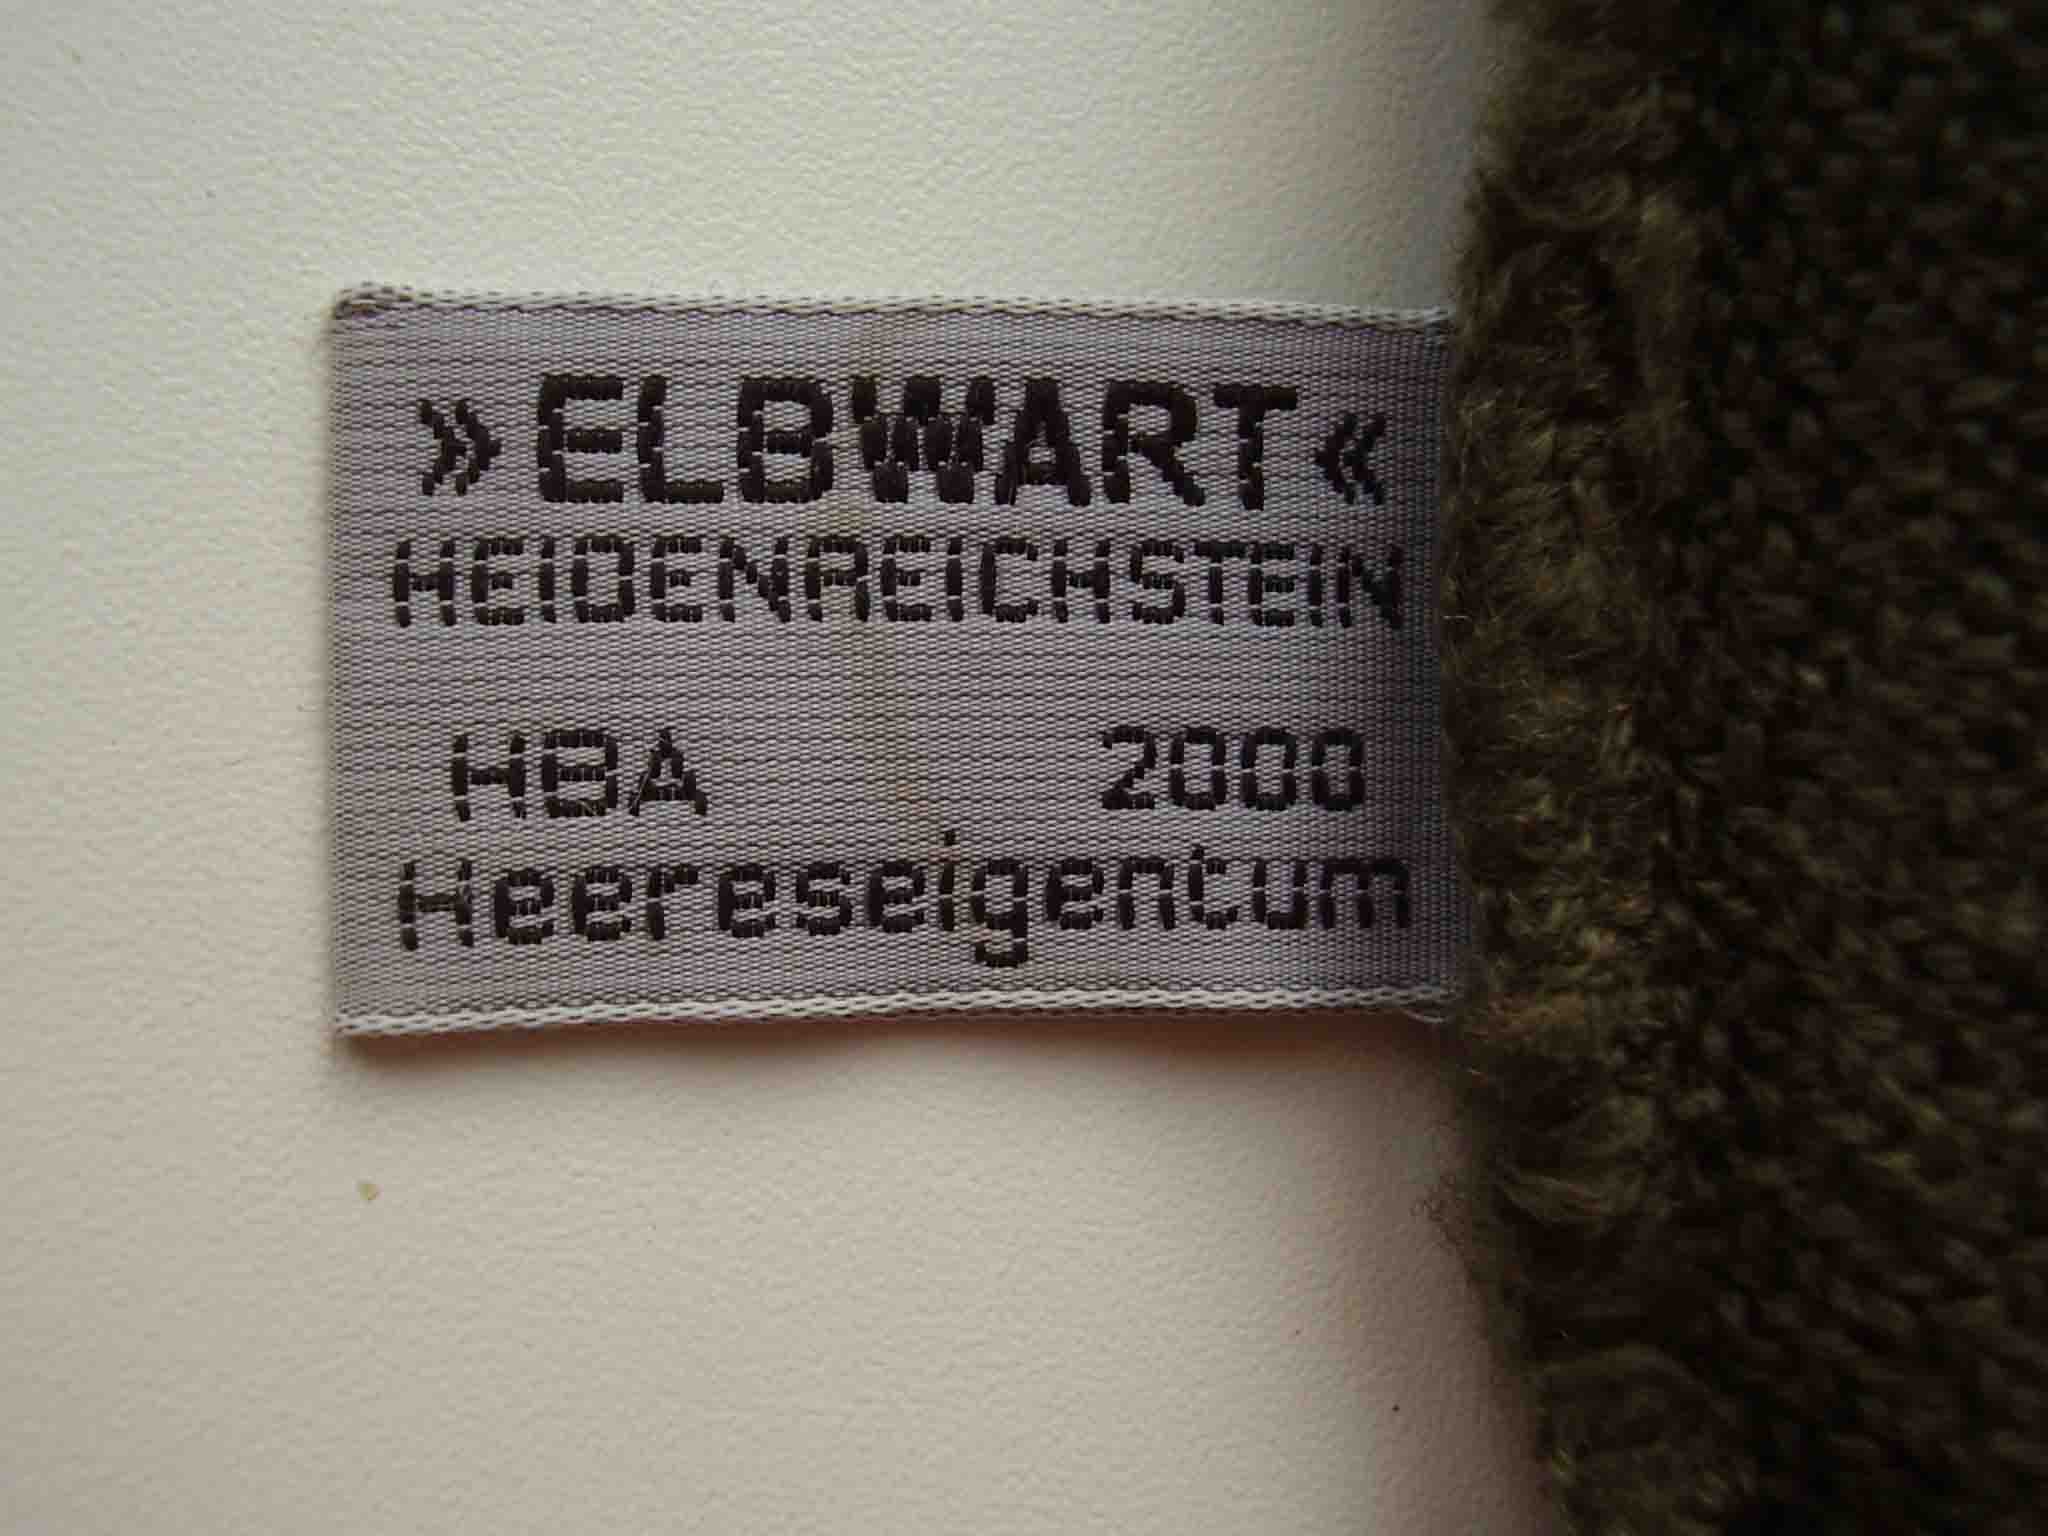 »ELBWART«
HEIDENREICHSTEIN
HBA 2000
Heereseigentum